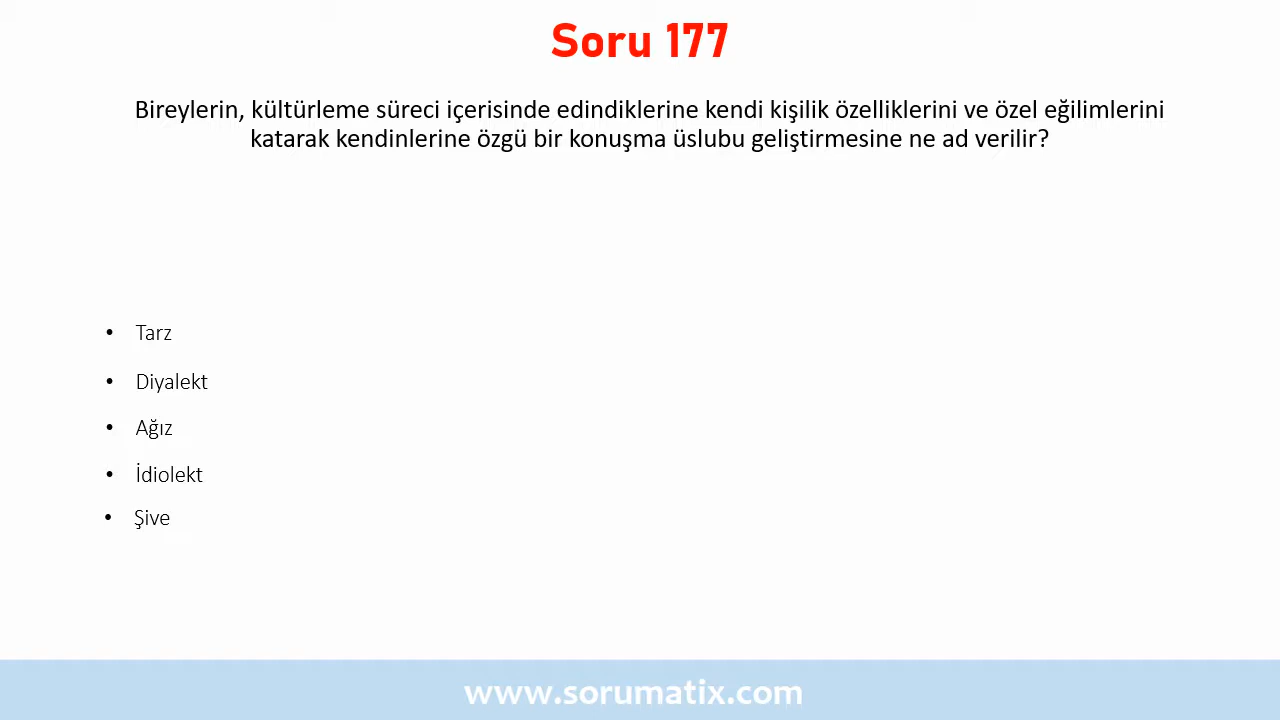 Soru 177
Bireylerin, kültürleme süreci içerisinde edindiklerine kendi kişilik özelliklerini ve özel eğilimlerini
katarak kendinlerine özgü bir konuşma üslubu geliştirmesine ne ad verilir?
• Tarz
• Diyalekt
• Ağız
• İdiolekt
• Şive
www.sorumatix.com